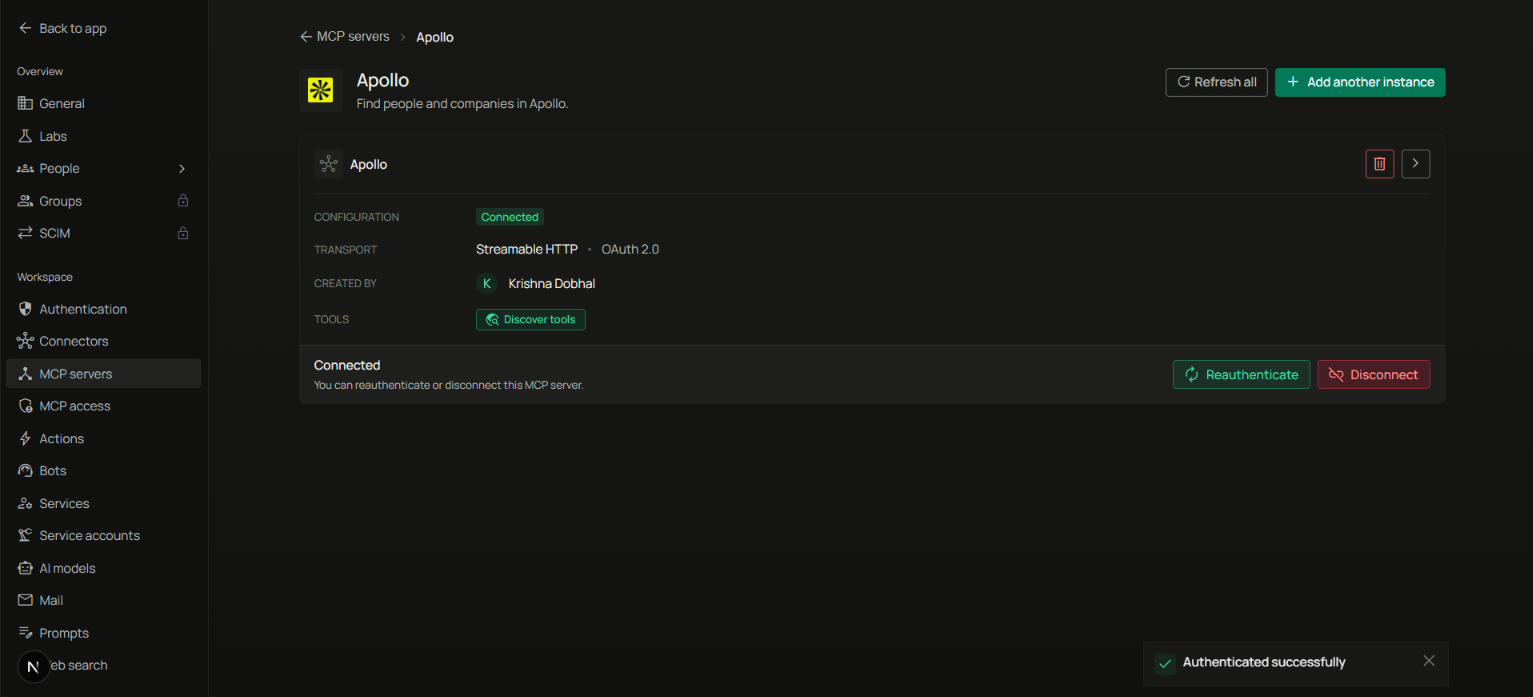 Back to app
Overview
General
Labs
People
Groups
SCIM
Workspace
Authentication
Connectors
MCP servers
MCP access
Actions
Bots
Services
Service accounts
AI models
Mail
Prompts
N eb search
MCP servers > Apollo
Apollo
Find people and companies in Apollo.
Refresh all
+ Add another instance
Apollo
CONFIGURATION Connected
TRANSPORT Streamable HTTP • OAuth 2.0
CREATED BY K Krishna Dobhal
TOOLS Discover tools
Connected
You can reauthenticate or disconnect this MCP server.
Reauthenticate
Disconnect
Authenticated successfully